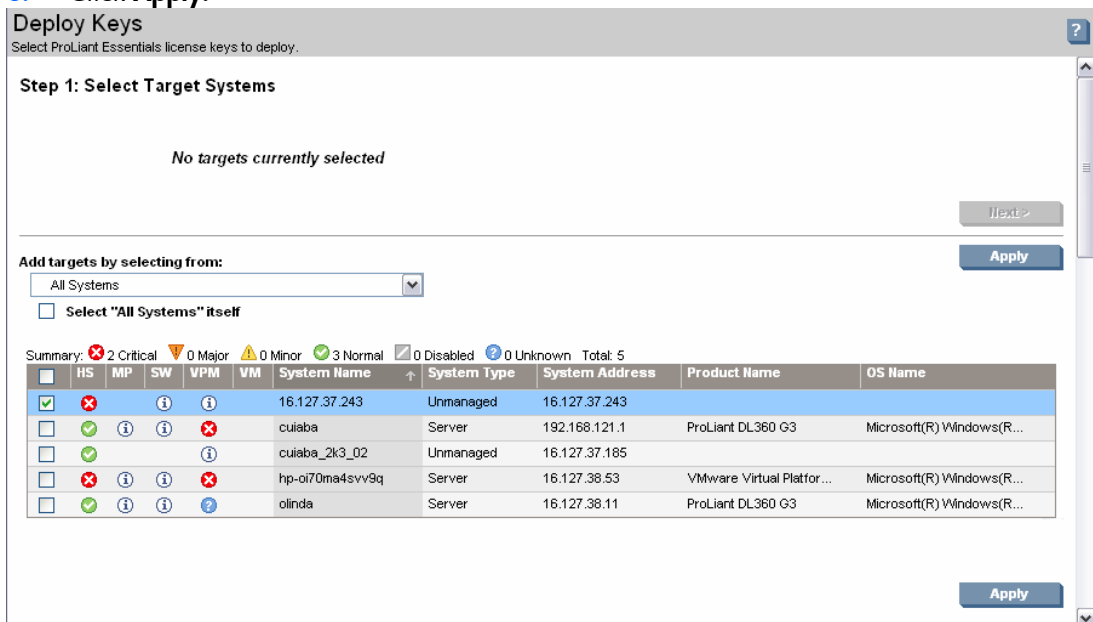 Click Apply.
Deploy Keys
?
Select ProLiant Essentials license keys to deploy.
Step 1: Select Target Systems
No targets currently selected
Next >
Add targets by selecting from:
Apply
All Systems
Select "All Systems" itself
Summary: 2 Critical 0 Major 0 Minor 3 Normal 0 Disabled ? 0 Unknown Total: 5
HS MP SW VPM VM System Name ↑ System Type System Address Product Name OS Name
i i 16.127.37.243 Unmanaged 16.127.37.243
i i cuiaba Server 192.168.121.1 ProLiant DL360 G3 Microsoft(R) Windows(R...
i cuiaba_2k3_02 Unmanaged 16.127.37.185
i i hp-oi70ma4svv9q Server 16.127.38.53 VMware Virtual Platfor... Microsoft(R) Windows(R...
i i ? olinda Server 16.127.38.11 ProLiant DL360 G3 Microsoft(R) Windows(R...
Apply